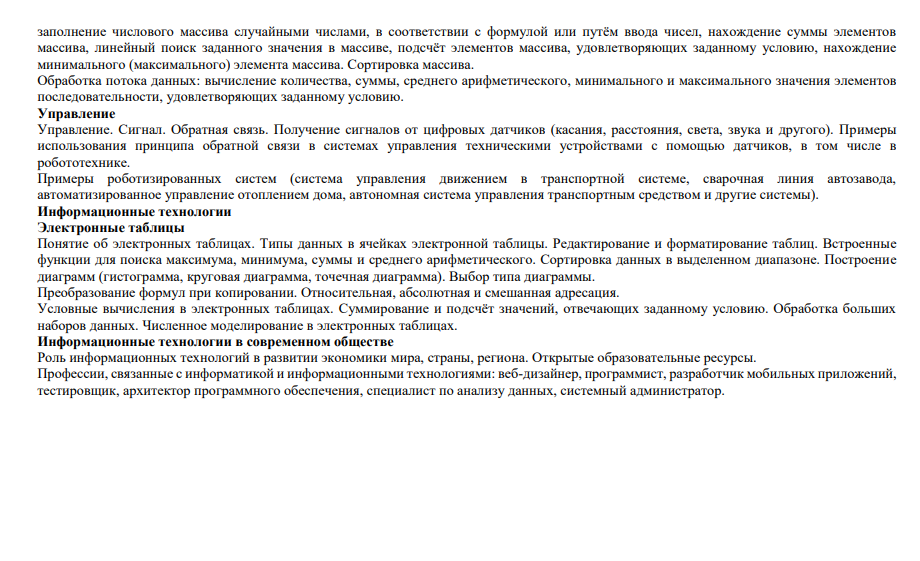 заполнение числового массива случайными числами, в соответствии с формулой или путём ввода чисел, нахождение суммы элементов
массива, линейный поиск заданного значения в массиве, подсчёт элементов массива, удовлетворяющих заданному условию, нахождение
минимального (максимального) элемента массива. Сортировка массива.
Обработка потока данных: вычисление количества, суммы, среднего арифметического, минимального и максимального значения элементов
последовательности, удовлетворяющих заданному условию.
Управление
Управление. Сигнал. Обратная связь. Получение сигналов от цифровых датчиков (касания, расстояния, света, звука и другого). Примеры
использования принципа обратной связи в системах управления техническими устройствами с помощью датчиков, в том числе в
робототехнике.
Примеры роботизированных систем (система управления движением в транспортной системе, сварочная линия автозавода,
автоматизированное управление отоплением дома, автономная система управления транспортным средством и другие системы).
Информационные технологии
Электронные таблицы
Понятие об электронных таблицах. Типы данных в ячейках электронной таблицы. Редактирование и форматирование таблиц. Встроенные
функции для поиска максимума, минимума, суммы и среднего арифметического. Сортировка данных в выделенном диапазоне. Построение
диаграмм (гистограмма, круговая диаграмма, точечная диаграмма). Выбор типа диаграммы.
Преобразование формул при копировании. Относительная, абсолютная и смешанная адресация.
Условные вычисления в электронных таблицах. Суммирование и подсчёт значений, отвечающих заданному условию. Обработка больших
наборов данных. Численное моделирование в электронных таблицах.
Информационные технологии в современном обществе
Роль информационных технологий в развитии экономики мира, страны, региона. Открытые образовательные ресурсы.
Профессии, связанные с информатикой и информационными технологиями: веб-дизайнер, программист, разработчик мобильных приложений,
тестировщик, архитектор программного обеспечения, специалист по анализу данных, системный администратор.